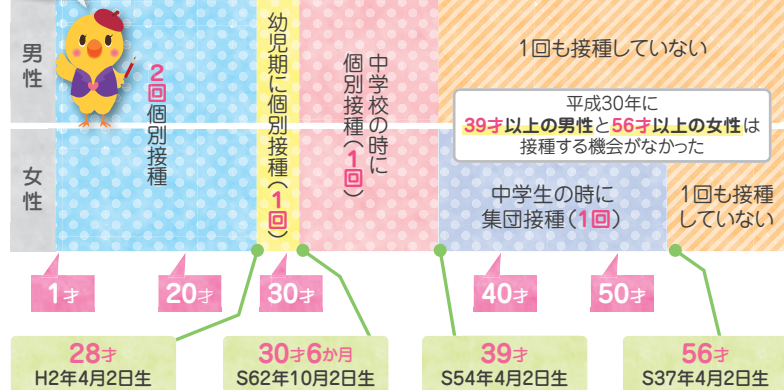 男性
2回個別接種
幼児期に個別接種(1回)
中学校の時に
個別接種(1回)
1回も接種していない
平成30年に
39才以上の男性と56才以上の女性は
接種する機会がなかった
女性
中学生の時に
集団接種(1回)
1回も接種
していない
1才
20才
30才
40才
50才
28才
H2年4月2日生
30才6か月
S62年10月2日生
39才
S54年4月2日生
56才
S37年4月2日生